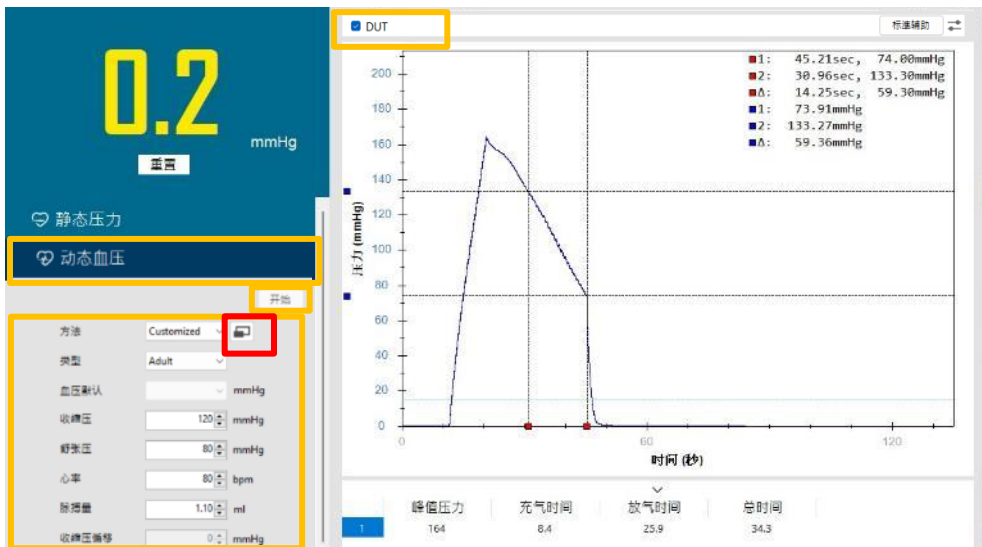 0.2
mmHg
重置
静态压力
动态血压
开始
方法 Customized
类型 Adult
血压默认 mmHg
收缩压 120 mmHg
舒张压 80 mmHg
心率 80 bpm
脉搏量 1.10 ml
收缩压偏移 0 mmHg
DUT
标准辅助
1: 45.21sec, 74.00mmHg
2: 30.96sec, 133.30mmHg
Δ: 14.25sec, 59.30mmHg
1: 73.91mmHg
2: 133.27mmHg
Δ: 59.36mmHg
压力 (mmHg)
200
180
160
140
120
100
80
60
40
20
0
0 60 120
时间 (秒)
峰值压力 充气时间 放气时间 总时间
1 164 8.4 25.9 34.3